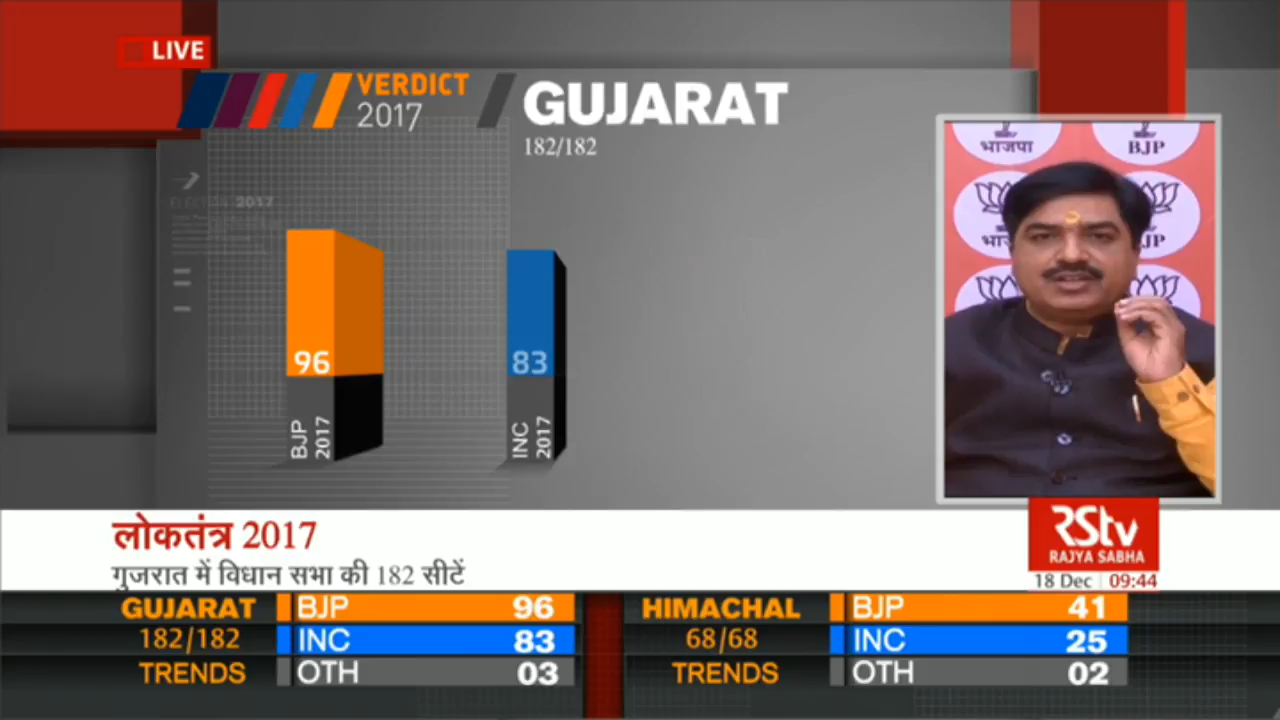 LIVE
VERDICT
2017
GUJARAT
182/182
ELECTION 2017
96
BJP
2017
83
INC
2017
भाजपा
BJP
लोकतंत्र 2017
गुजरात में विधान सभा की 182 सीटें
RStv
RAJYA SABHA
18 Dec 09:44
GUJARAT BJP 96
182/182 INC 83
TRENDS OTH 03
HIMACHAL BJP 41
68/68 INC 25
TRENDS OTH 02